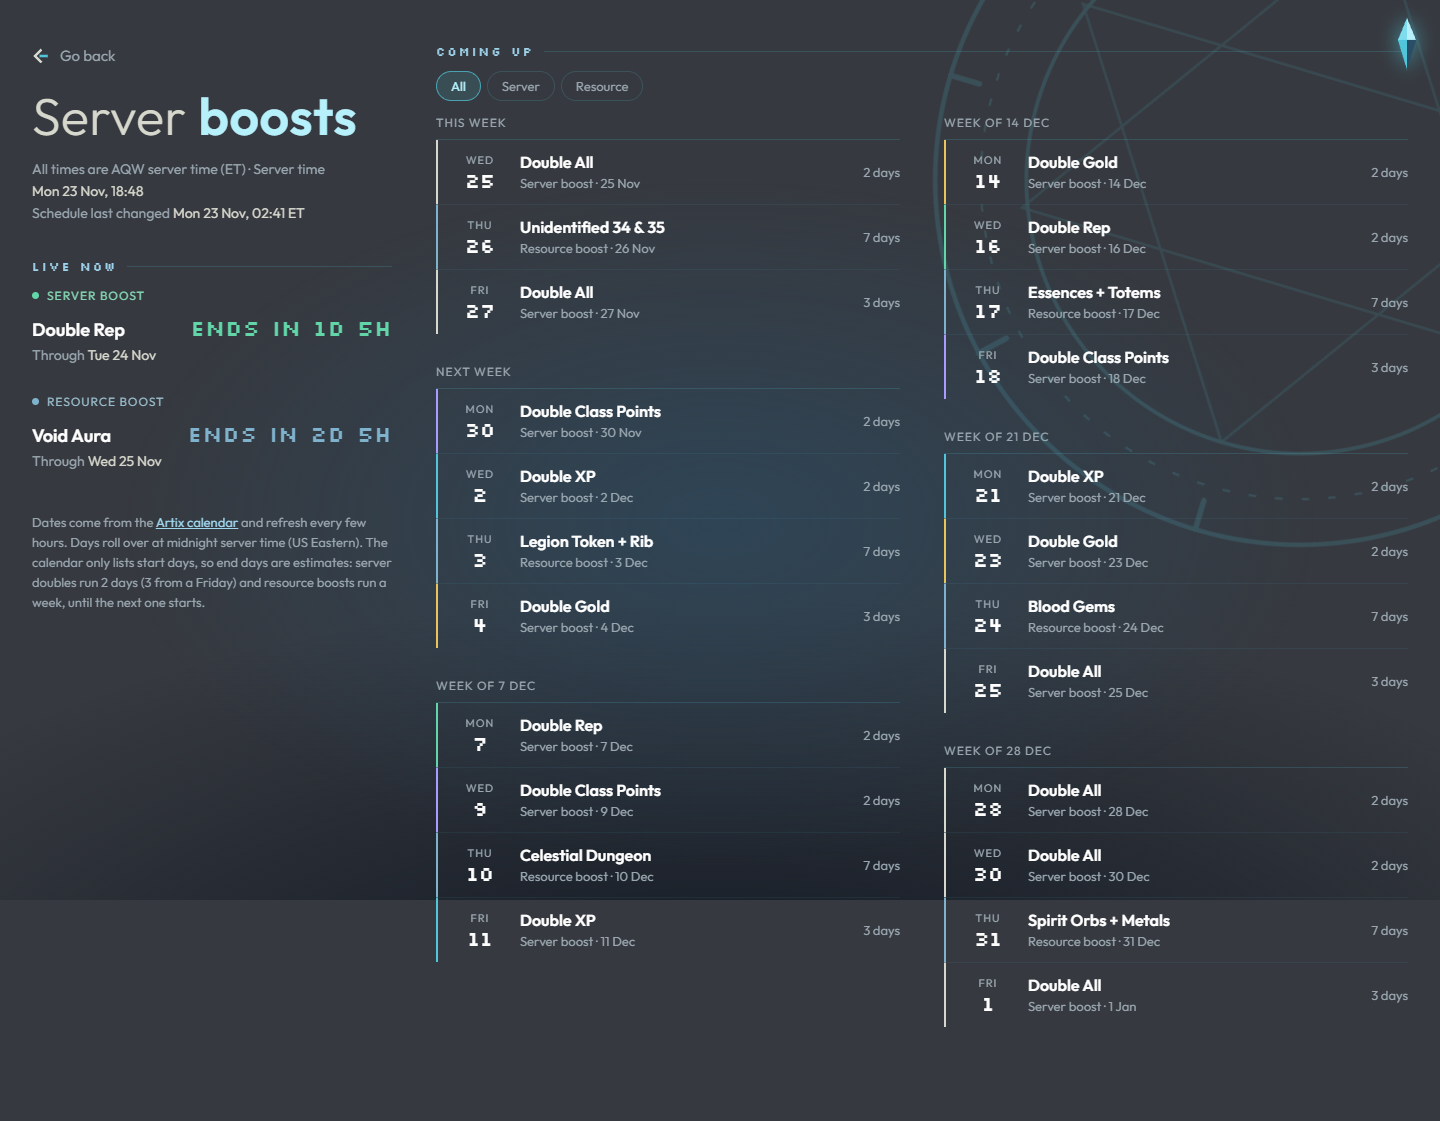 Go back
Server boosts
All times are AQW server time (ET) · Server time
Mon 23 Nov, 18:48
Schedule last changed Mon 23 Nov, 02:41 ET
LIVE NOW
SERVER BOOST
Double Rep ENDS IN 1D 5H
Through Tue 24 Nov
RESOURCE BOOST
Void Aura ENDS IN 2D 5H
Through Wed 25 Nov
Dates come from the Artix calendar and refresh every few
hours. Days roll over at midnight server time (US Eastern). The
calendar only lists start days, so end days are estimates: server
doubles run 2 days (3 from a Friday) and resource boosts run a
week, until the next one starts.
COMING UP
All Server Resource
THIS WEEK
WED
25
Double All
Server boost · 25 Nov
2 days
THU
26
Unidentified 34 & 35
Resource boost · 26 Nov
7 days
FRI
27
Double All
Server boost · 27 Nov
3 days
NEXT WEEK
MON
30
Double Class Points
Server boost · 30 Nov
2 days
WED
2
Double XP
Server boost · 2 Dec
2 days
THU
3
Legion Token + Rib
Resource boost · 3 Dec
7 days
FRI
4
Double Gold
Server boost · 4 Dec
3 days
WEEK OF 7 DEC
MON
7
Double Rep
Server boost · 7 Dec
2 days
WED
9
Double Class Points
Server boost · 9 Dec
2 days
THU
10
Celestial Dungeon
Resource boost · 10 Dec
7 days
FRI
11
Double XP
Server boost · 11 Dec
3 days
WEEK OF 14 DEC
MON
14
Double Gold
Server boost · 14 Dec
2 days
WED
16
Double Rep
Server boost · 16 Dec
2 days
THU
17
Essences + Totems
Resource boost · 17 Dec
7 days
FRI
18
Double Class Points
Server boost · 18 Dec
3 days
WEEK OF 21 DEC
MON
21
Double XP
Server boost · 21 Dec
2 days
WED
23
Double Gold
Server boost · 23 Dec
2 days
THU
24
Blood Gems
Resource boost · 24 Dec
7 days
FRI
25
Double All
Server boost · 25 Dec
3 days
WEEK OF 28 DEC
MON
28
Double All
Server boost · 28 Dec
2 days
WED
30
Double All
Server boost · 30 Dec
2 days
THU
31
Spirit Orbs + Metals
Resource boost · 31 Dec
7 days
FRI
1
Double All
Server boost · 1 Jan
3 days